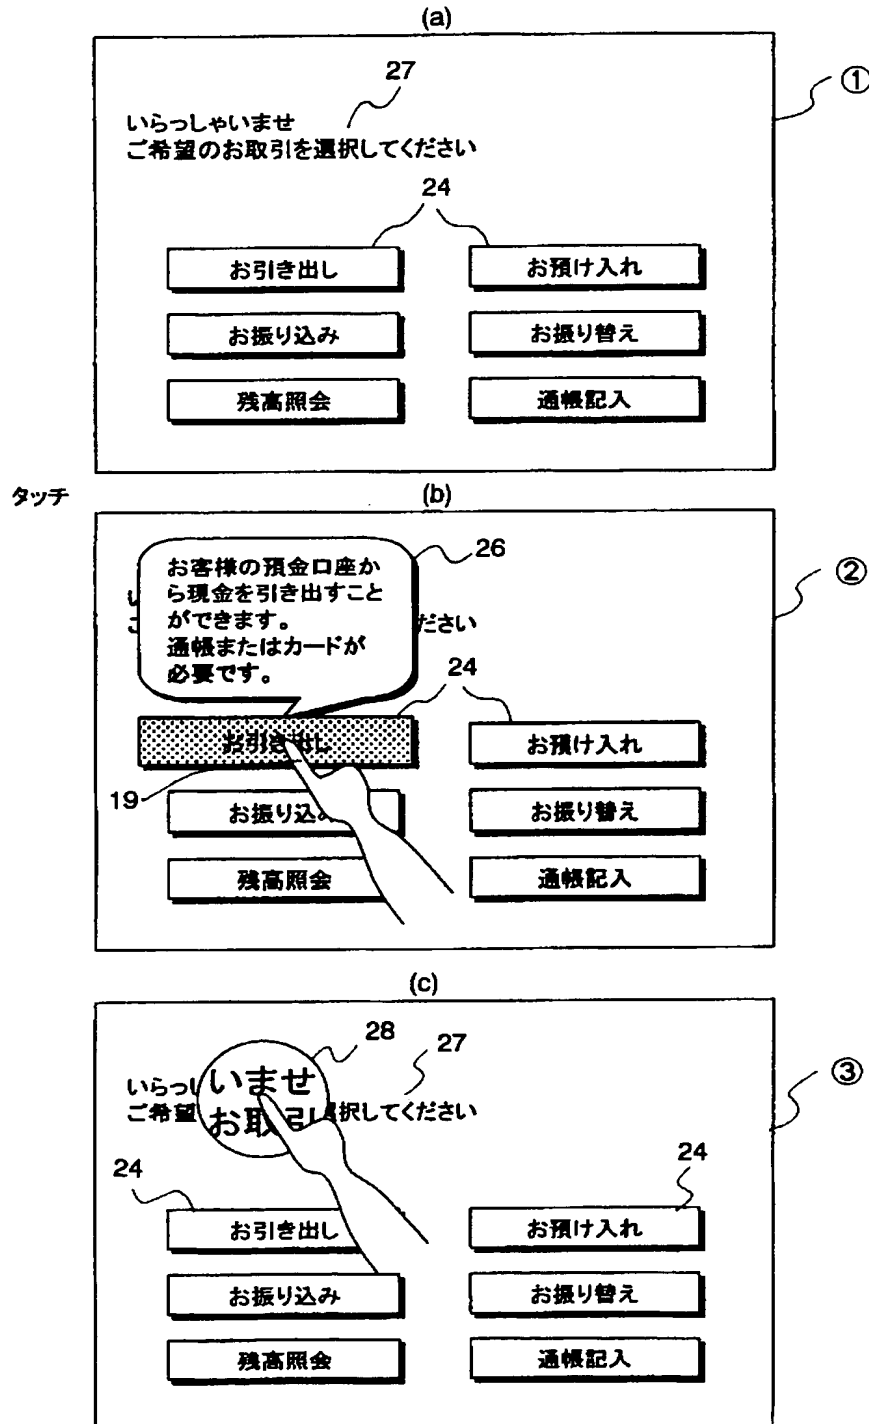 (a)
27
①
いらっしゃいませ
ご希望のお取引を選択してください
24
お引き出し
お預け入れ
お振り込み
お振り替え
残高照会
通帳記入
タッチ
(b)
26
②
お客様の預金口座か
ら現金を引き出すこと
ができます。
通帳またはカードが
必要です。
ださい
24
お引き出し
お預け入れ
19
お振り込み
お振り替え
残高照会
通帳記入
(c)
28
27
③
いらっし いませ
ご希望 お取引 選択してください
24
24
お引き出し
お預け入れ
お振り込み
お振り替え
残高照会
通帳記入